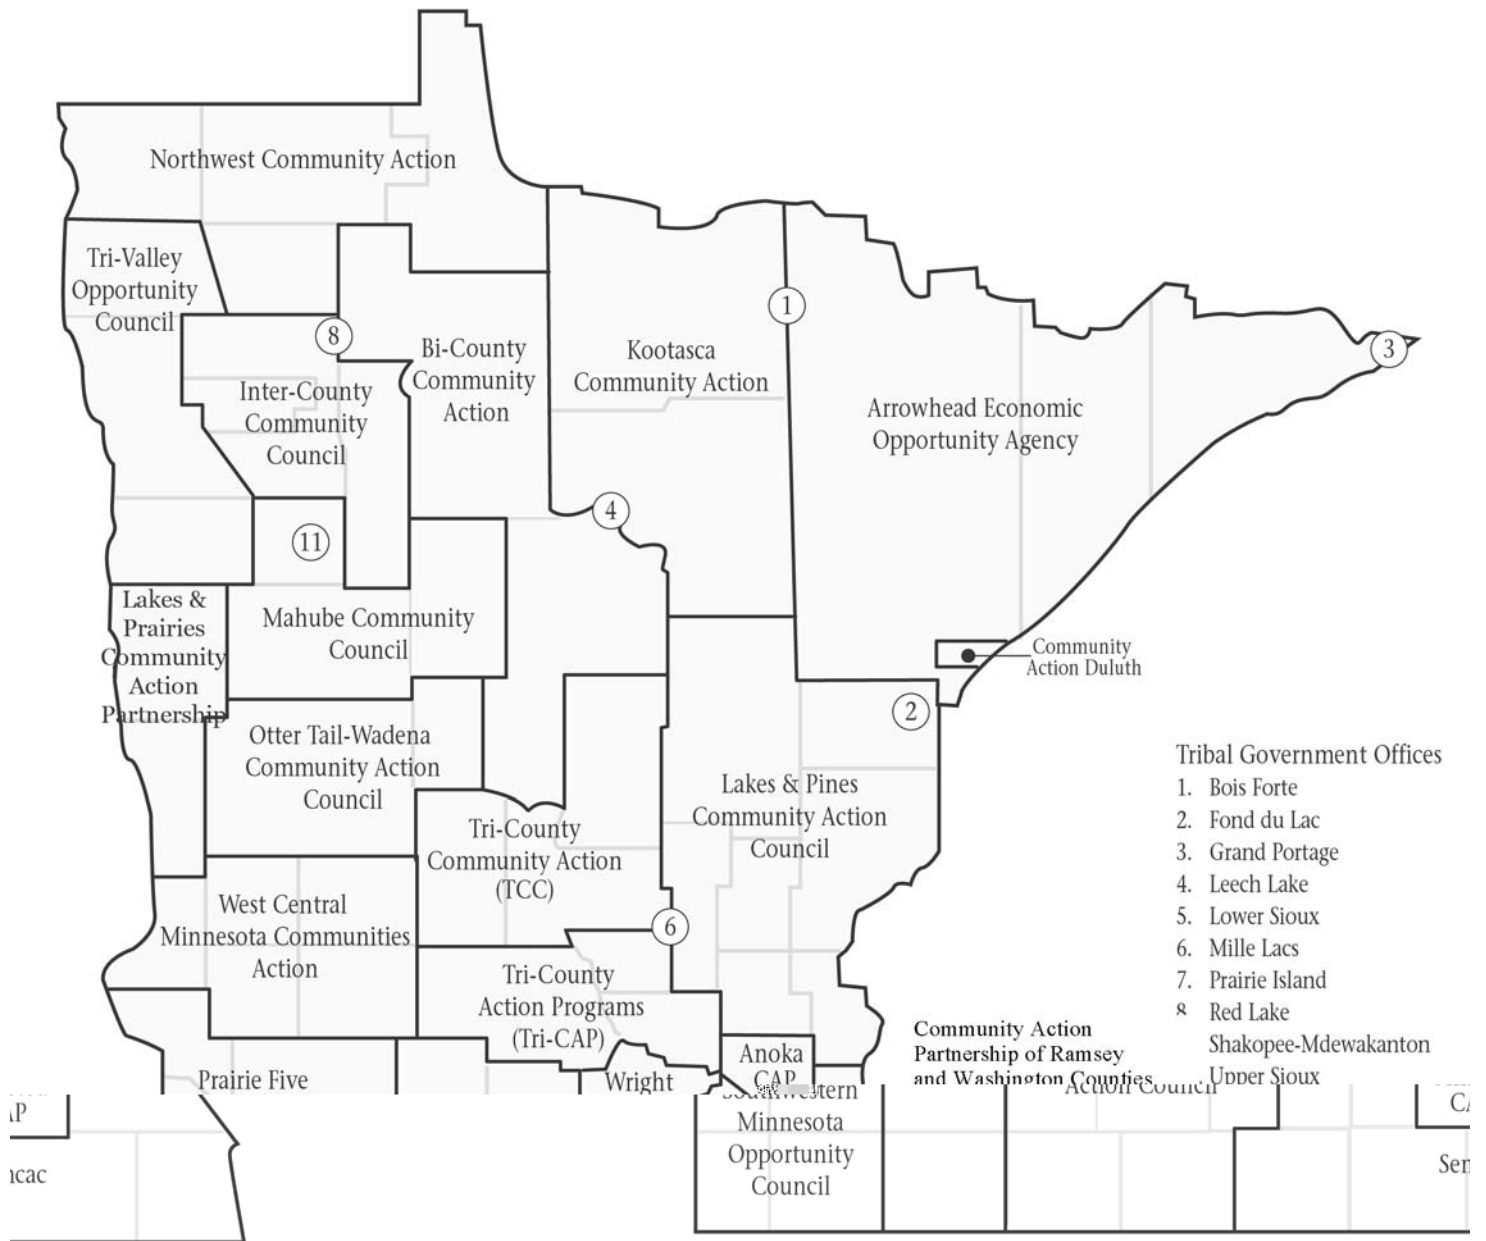 Northwest Community Action
Tri-Valley
Opportunity
Council
8
Bi-County
Community
Action
Inter-County
Community
Council
Kootasca
Community Action
1
3
Arrowhead Economic
Opportunity Agency
4
11
Lakes &
Prairies
Community
Action
Partnership
Mahube Community
Council
Community
Action Duluth
2
Otter Tail-Wadena
Community Action
Council
Lakes & Pines
Community Action
Council
Tri-County
Community Action
(TCC)
West Central
Minnesota Communities
Action
6
Tri-County
Action Programs
(Tri-CAP)
Tribal Government Offices
1. Bois Forte
2. Fond du Lac
3. Grand Portage
4. Leech Lake
5. Lower Sioux
6. Mille Lacs
7. Prairie Island
8 Red Lake
Shakopee-Mdewakanton
Upper Sioux
Community Action
Partnership of Ramsey
and Washington Counties
Prairie Five
Wright
Anoka
CAP
Southwestern
Minnesota
Opportunity
Council
Action Council